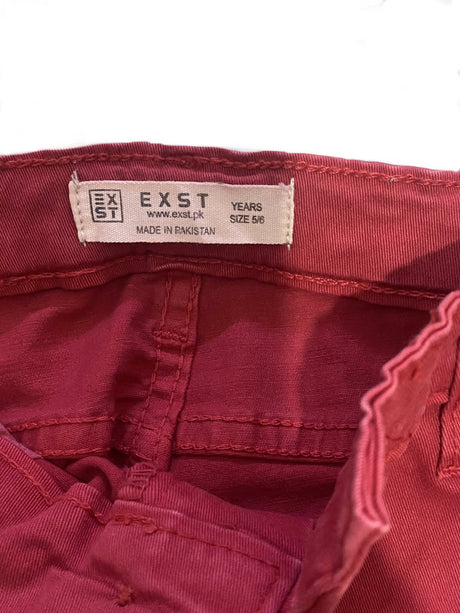 EX
ST
EXST
www.exst.pk
MADE IN PAKISTAN
YEARS
SIZE 5/6